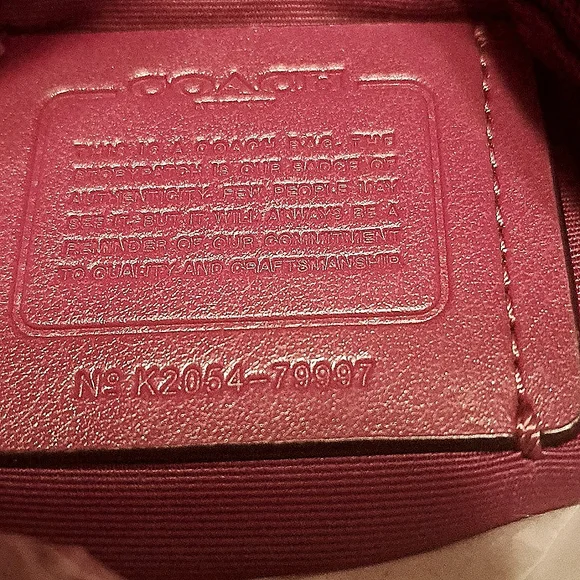 COACH
THIS IS A COACH BAG. THE
STORYPATCH IS OUR BADGE OF
AUTHENTICITY. FEW PEOPLE MAY
SEE IT—BUT IT WILL ALWAYS BE A
REMINDER OF OUR COMMITMENT
TO QUALITY AND CRAFTSMANSHIP
Nº K2054-79997